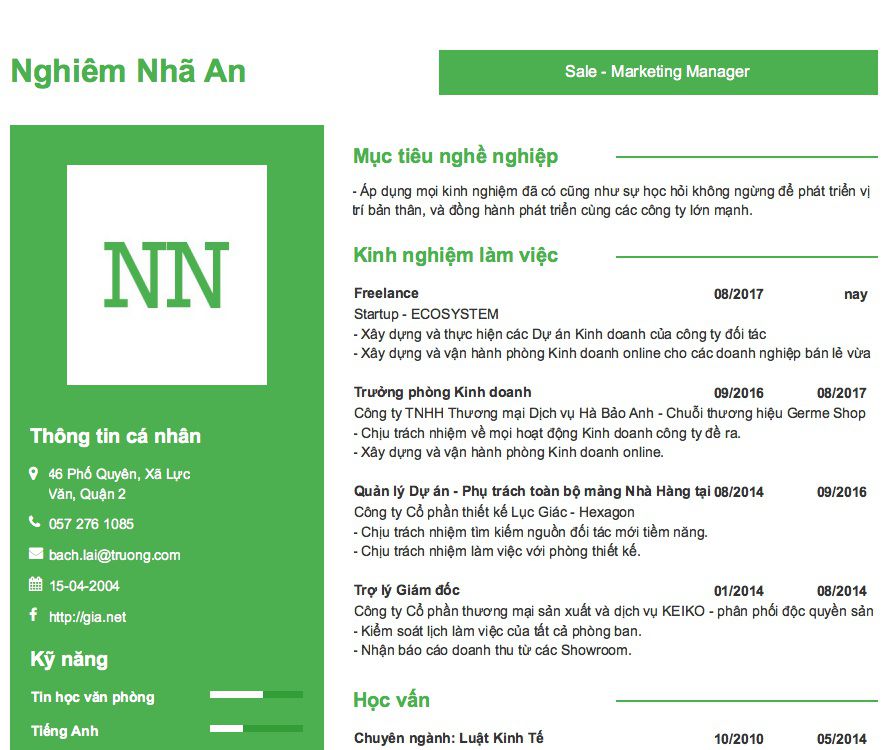 Nghiêm Nhã An
Sale - Marketing Manager
NN
Thông tin cá nhân
46 Phố Quyên, Xã Lực
Văn, Quận 2
057 276 1085
bach.lai@truong.com
15-04-2004
http://gia.net
Kỹ năng
Tin học văn phòng
Tiếng Anh
Mục tiêu nghề nghiệp
- Áp dụng mọi kinh nghiệm đã có cũng như sự học hỏi không ngừng để phát triển vị
trí bản thân, và đồng hành phát triển cùng các công ty lớn mạnh.
Kinh nghiệm làm việc
Freelance 08/2017 nay
Startup - ECOSYSTEM
- Xây dựng và thực hiện các Dự án Kinh doanh của công ty đối tác
- Xây dựng và vận hành phòng Kinh doanh online cho các doanh nghiệp bán lẻ vừa
Trưởng phòng Kinh doanh 09/2016 08/2017
Công ty TNHH Thương mại Dịch vụ Hà Bảo Anh - Chuỗi thương hiệu Germe Shop
- Chịu trách nhiệm về mọi hoạt động Kinh doanh công ty đề ra.
- Xây dựng và vận hành phòng Kinh doanh online.
Quản lý Dự án - Phụ trách toàn bộ mảng Nhà Hàng tại 08/2014 09/2016
Công ty Cổ phần thiết kế Lục Giác - Hexagon
- Chịu trách nhiệm tìm kiếm nguồn đối tác mới tiềm năng.
- Chịu trách nhiệm làm việc với phòng thiết kế.
Trợ lý Giám đốc 01/2014 08/2014
Công ty Cổ phần thương mại sản xuất và dịch vụ KEIKO - phân phối độc quyền sản
- Kiểm soát lịch làm việc của tất cả phòng ban.
- Nhận báo cáo doanh thu từ các Showroom.
Học vấn
Chuyên ngành: Luật Kinh Tế 10/2010 05/2014